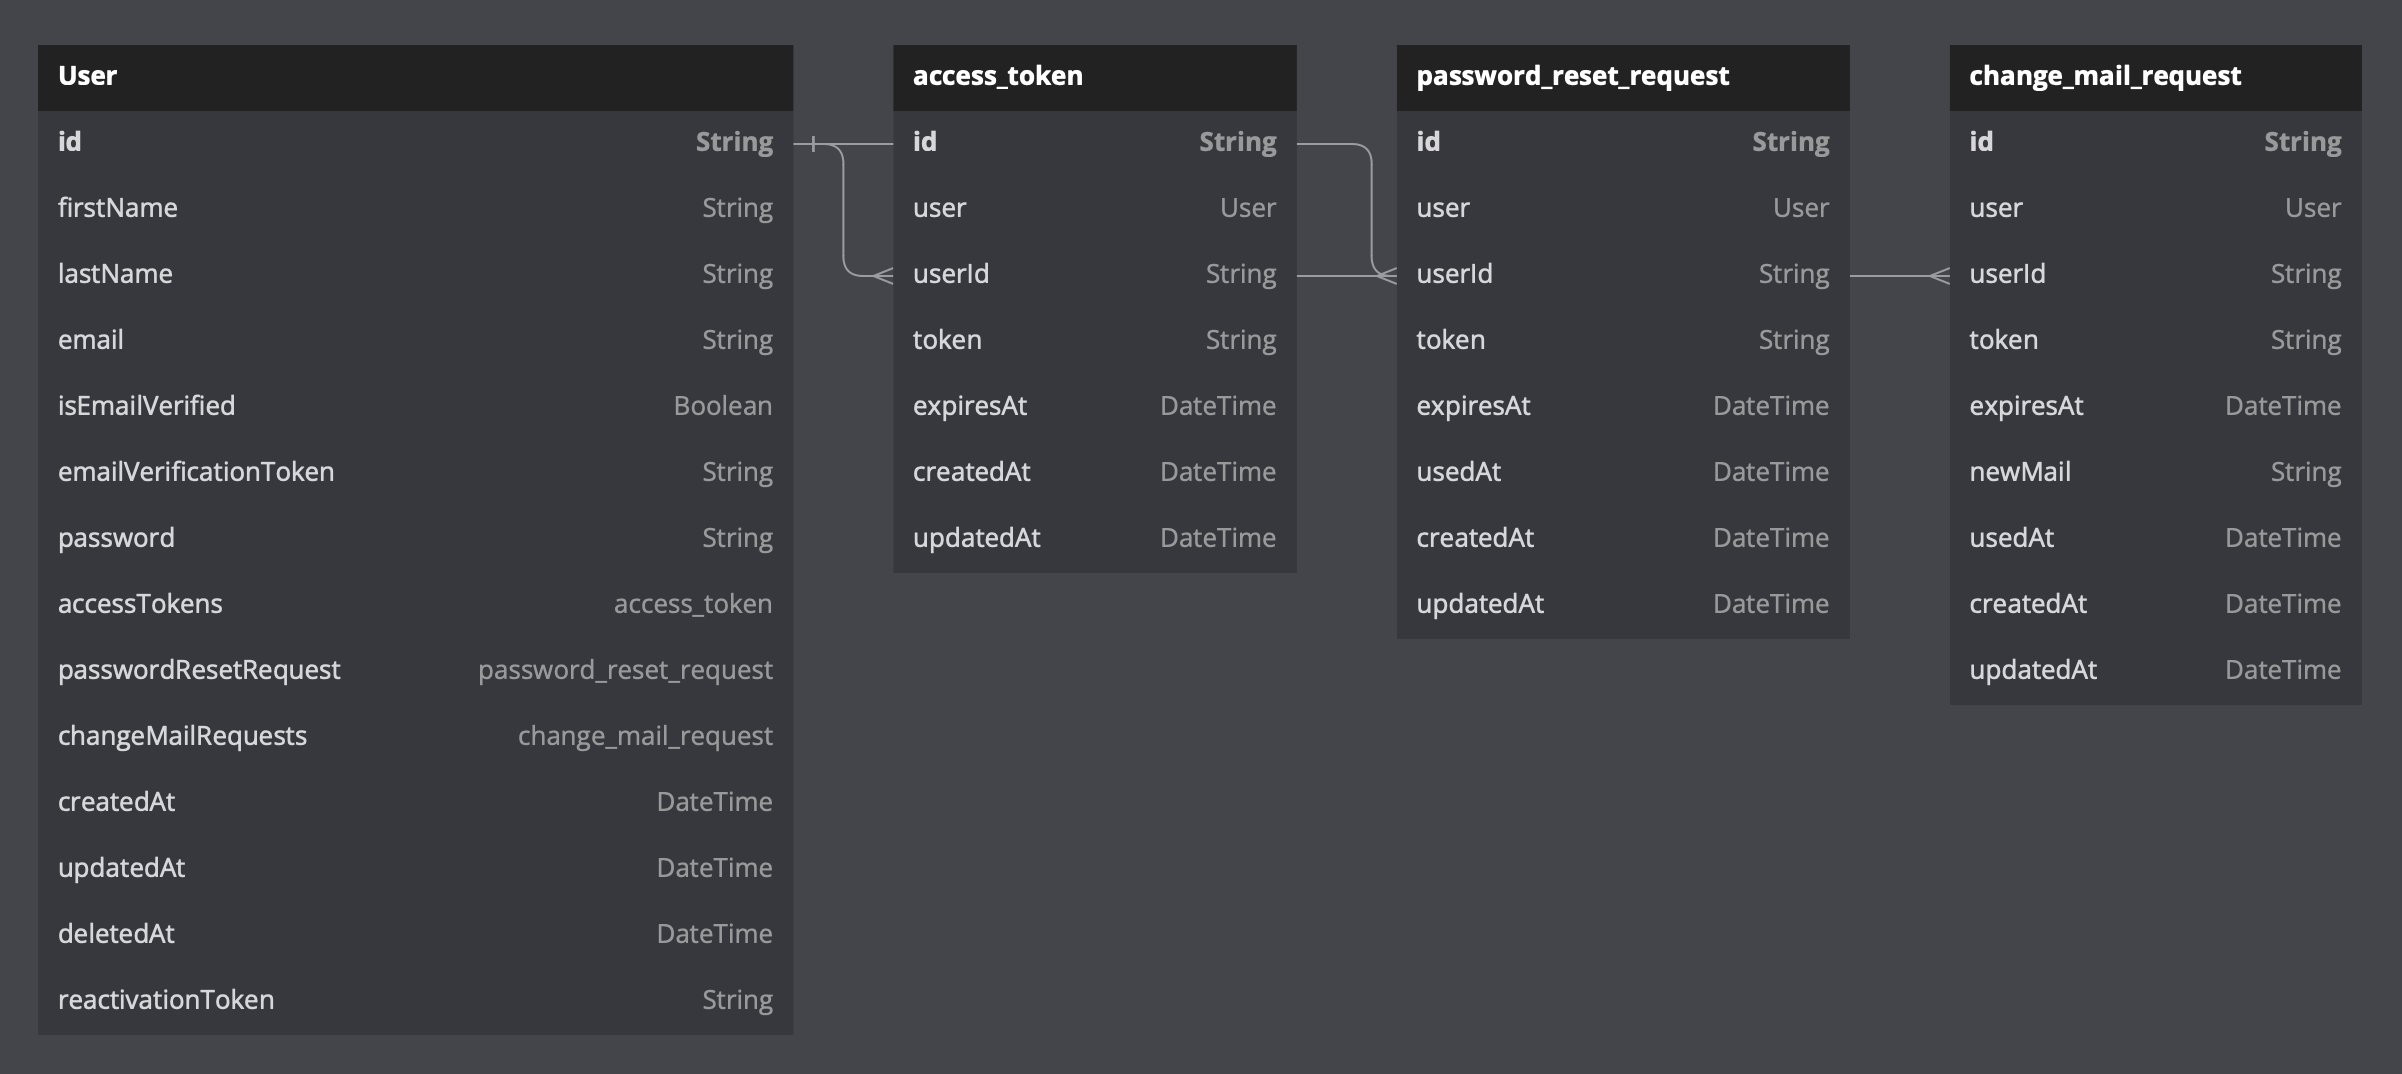 User
id String
firstName String
lastName String
email String
isEmailVerified Boolean
emailVerificationToken String
password String
accessTokens access_token
passwordResetRequest password_reset_request
changeMailRequests change_mail_request
createdAt DateTime
updatedAt DateTime
deletedAt DateTime
reactivationToken String
access_token
id String
user User
userId String
token String
expiresAt DateTime
createdAt DateTime
updatedAt DateTime
password_reset_request
id String
user User
userId String
token String
expiresAt DateTime
usedAt DateTime
createdAt DateTime
updatedAt DateTime
change_mail_request
id String
user User
userId String
token String
expiresAt DateTime
newMail String
usedAt DateTime
createdAt DateTime
updatedAt DateTime